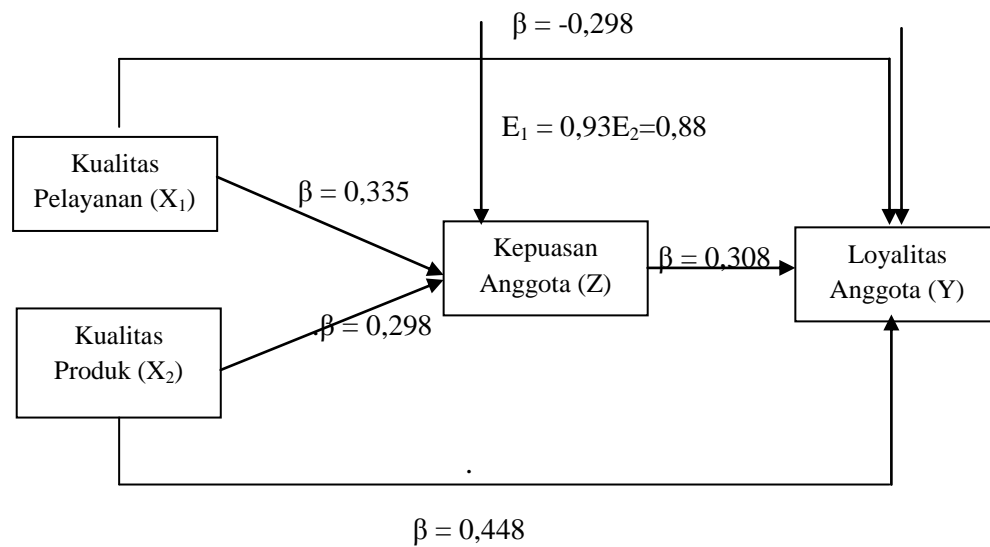 β = -0,298
E₁ = 0,93E₂=0,88
Kualitas
Pelayanan (X₁)
β = 0,335
Kepuasan
Anggota (Z)
β = 0,308
Loyalitas
Anggota (Y)
Kualitas
Produk (X₂)
.β = 0,298
.
β = 0,448